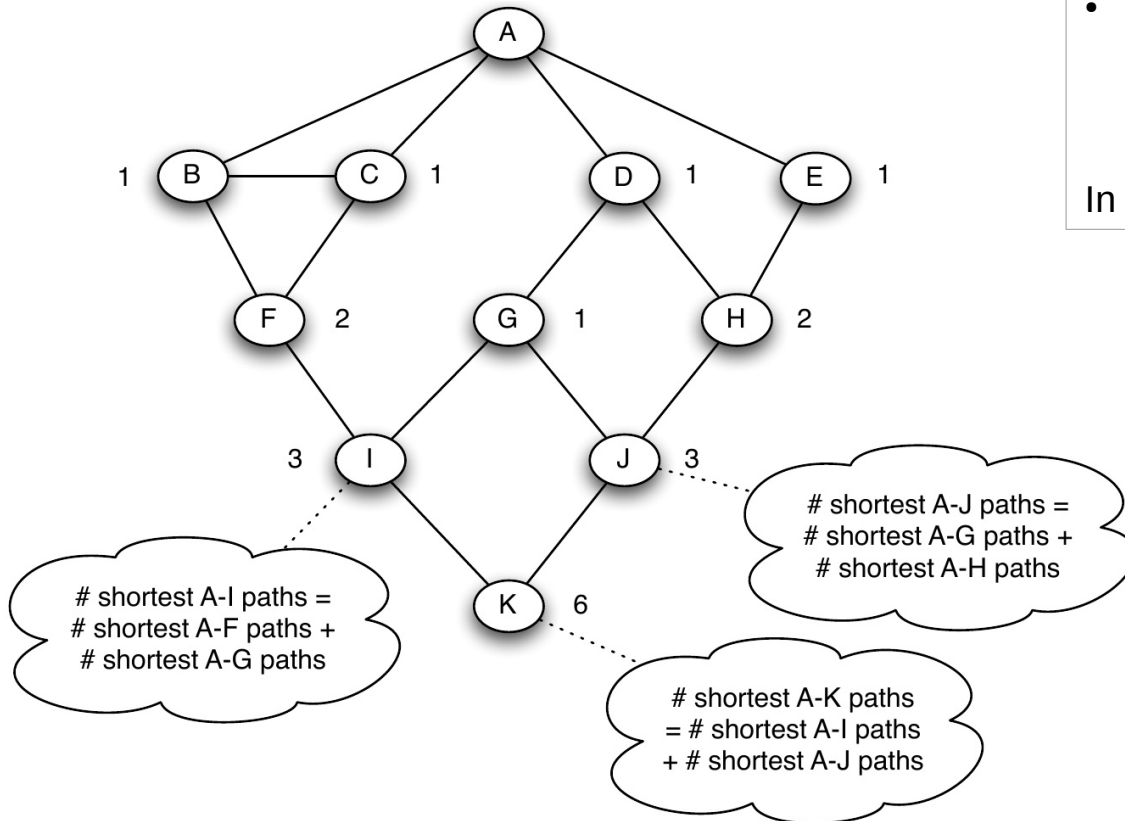 •
A
1
B
C
1
D
1
E
1
In
F
2
G
1
H
2
3
I
J
3
# shortest A-J paths =
# shortest A-G paths +
# shortest A-H paths
# shortest A-I paths =
# shortest A-F paths +
# shortest A-G paths
K
6
# shortest A-K paths
= # shortest A-I paths
+ # shortest A-J paths